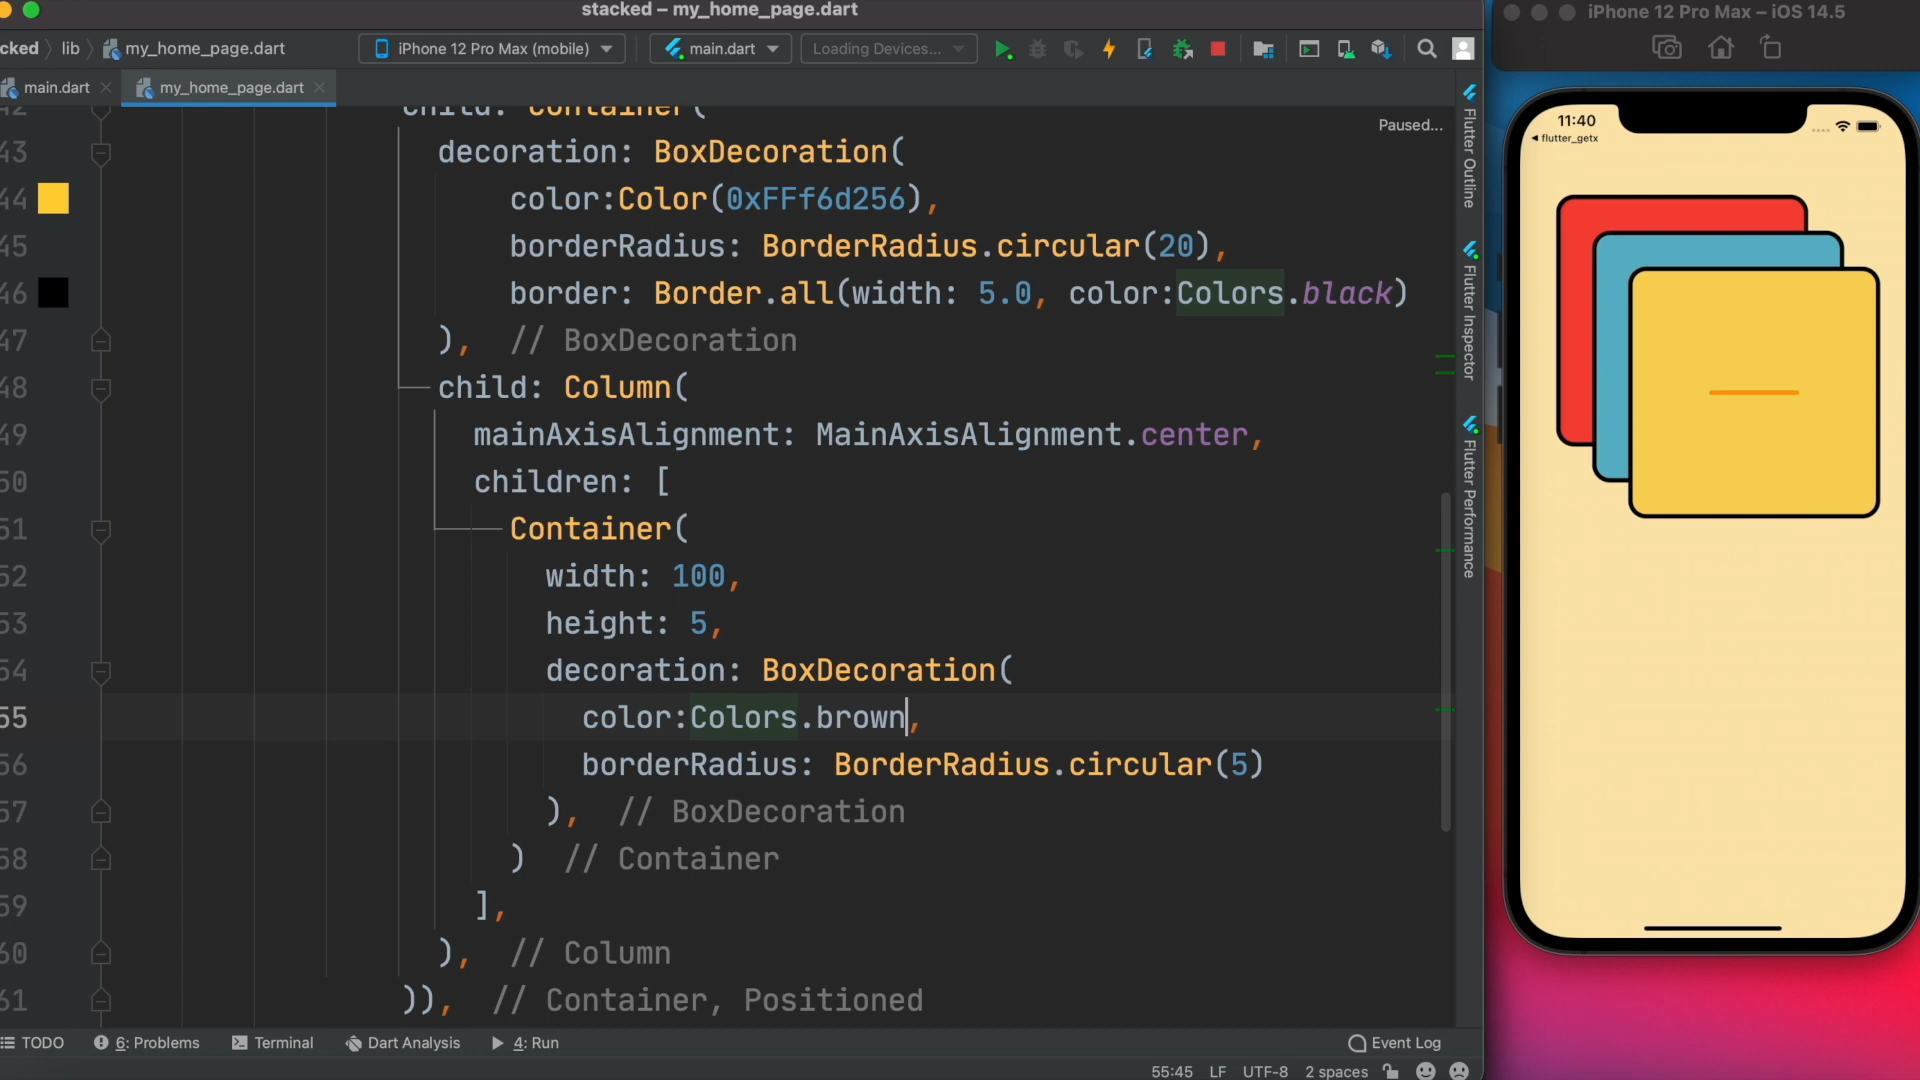 stacked – my_home_page.dart
iPhone 12 Pro Max – iOS 14.5
cked
lib
my_home_page.dart
iPhone 12 Pro Max (mobile)
main.dart
Loading Devices...
main.dart
my_home_page.dart
Paused...
42 child: Container(
43 decoration: BoxDecoration(
44 color:Color(0xFFf6d256),
45 borderRadius: BorderRadius.circular(20),
46 border: Border.all(width: 5.0, color:Colors.black)
47 ), // BoxDecoration
48 child: Column(
49 mainAxisAlignment: MainAxisAlignment.center,
50 children: [
51 Container(
52 width: 100,
53 height: 5,
54 decoration: BoxDecoration(
55 color:Colors.brown,
56 borderRadius: BorderRadius.circular(5)
57 ), // BoxDecoration
58 ) // Container
59 ],
60 ), // Column
61 )), // Container, Positioned
Flutter Outline
Flutter Inspector
Flutter Performance
11:40
◂ flutter_getx
TODO
6: Problems
Terminal
Dart Analysis
4: Run
Event Log
55:45
LF
UTF-8
2 spaces